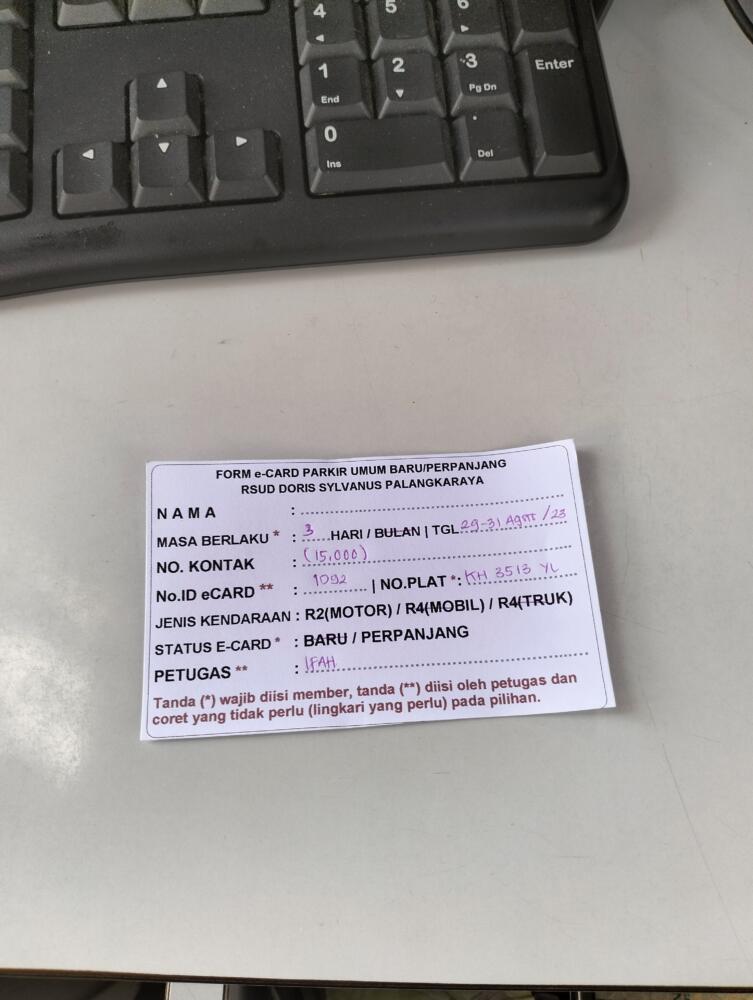 4
5
6
1
End
2
3
Pg Dn
Enter
0
Ins
.
Del
FORM e-CARD PARKIR UMUM BARU/PERPANJANG
RSUD DORIS SYLVANUS PALANGKARAYA
N A M A :
MASA BERLAKU * : 3 HARI / BULAN | TGL 29-31 Agst /23
NO. KONTAK : (15,000)
No.ID eCARD ** : 1092 | NO.PLAT *: KH 3513 YL
JENIS KENDARAAN : R2(MOTOR) / R4(MOBIL) / R4(TRUK)
STATUS E-CARD * : BARU / PERPANJANG
PETUGAS ** : IFAH
Tanda (*) wajib diisi member, tanda (**) diisi oleh petugas dan
coret yang tidak perlu (lingkari yang perlu) pada pilihan.